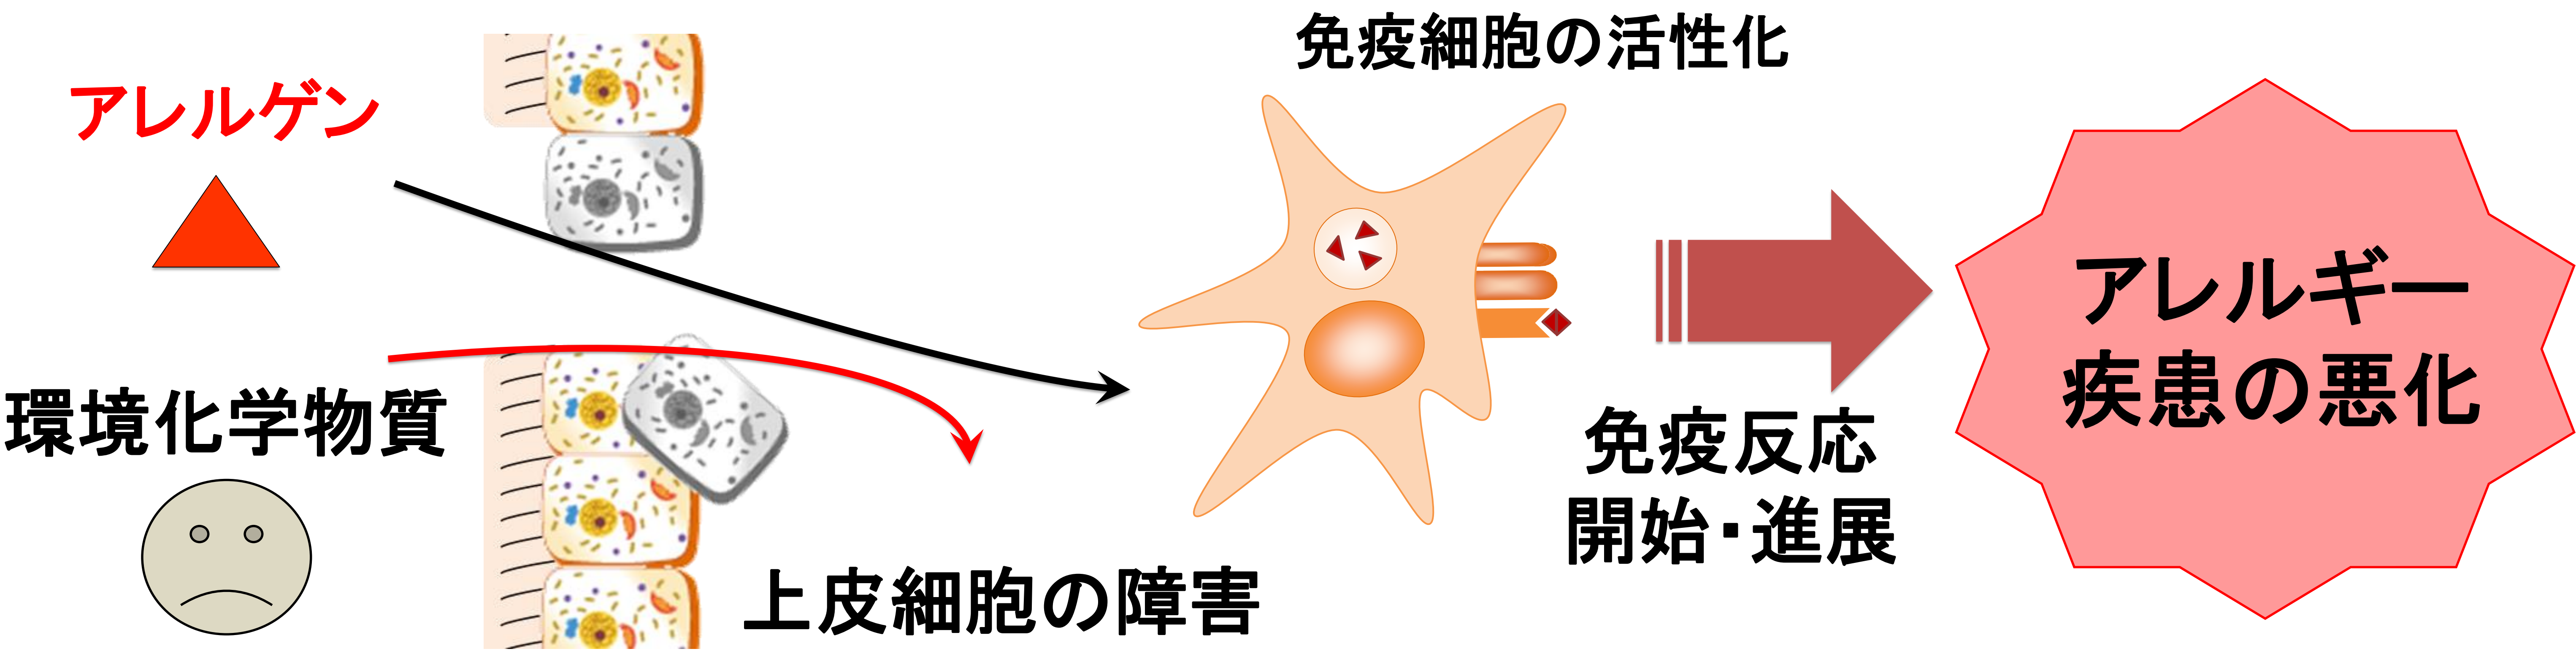 アレルゲン
環境化学物質
上皮細胞の障害
免疫細胞の活性化
免疫反応
開始・進展
アレルギー
疾患の悪化